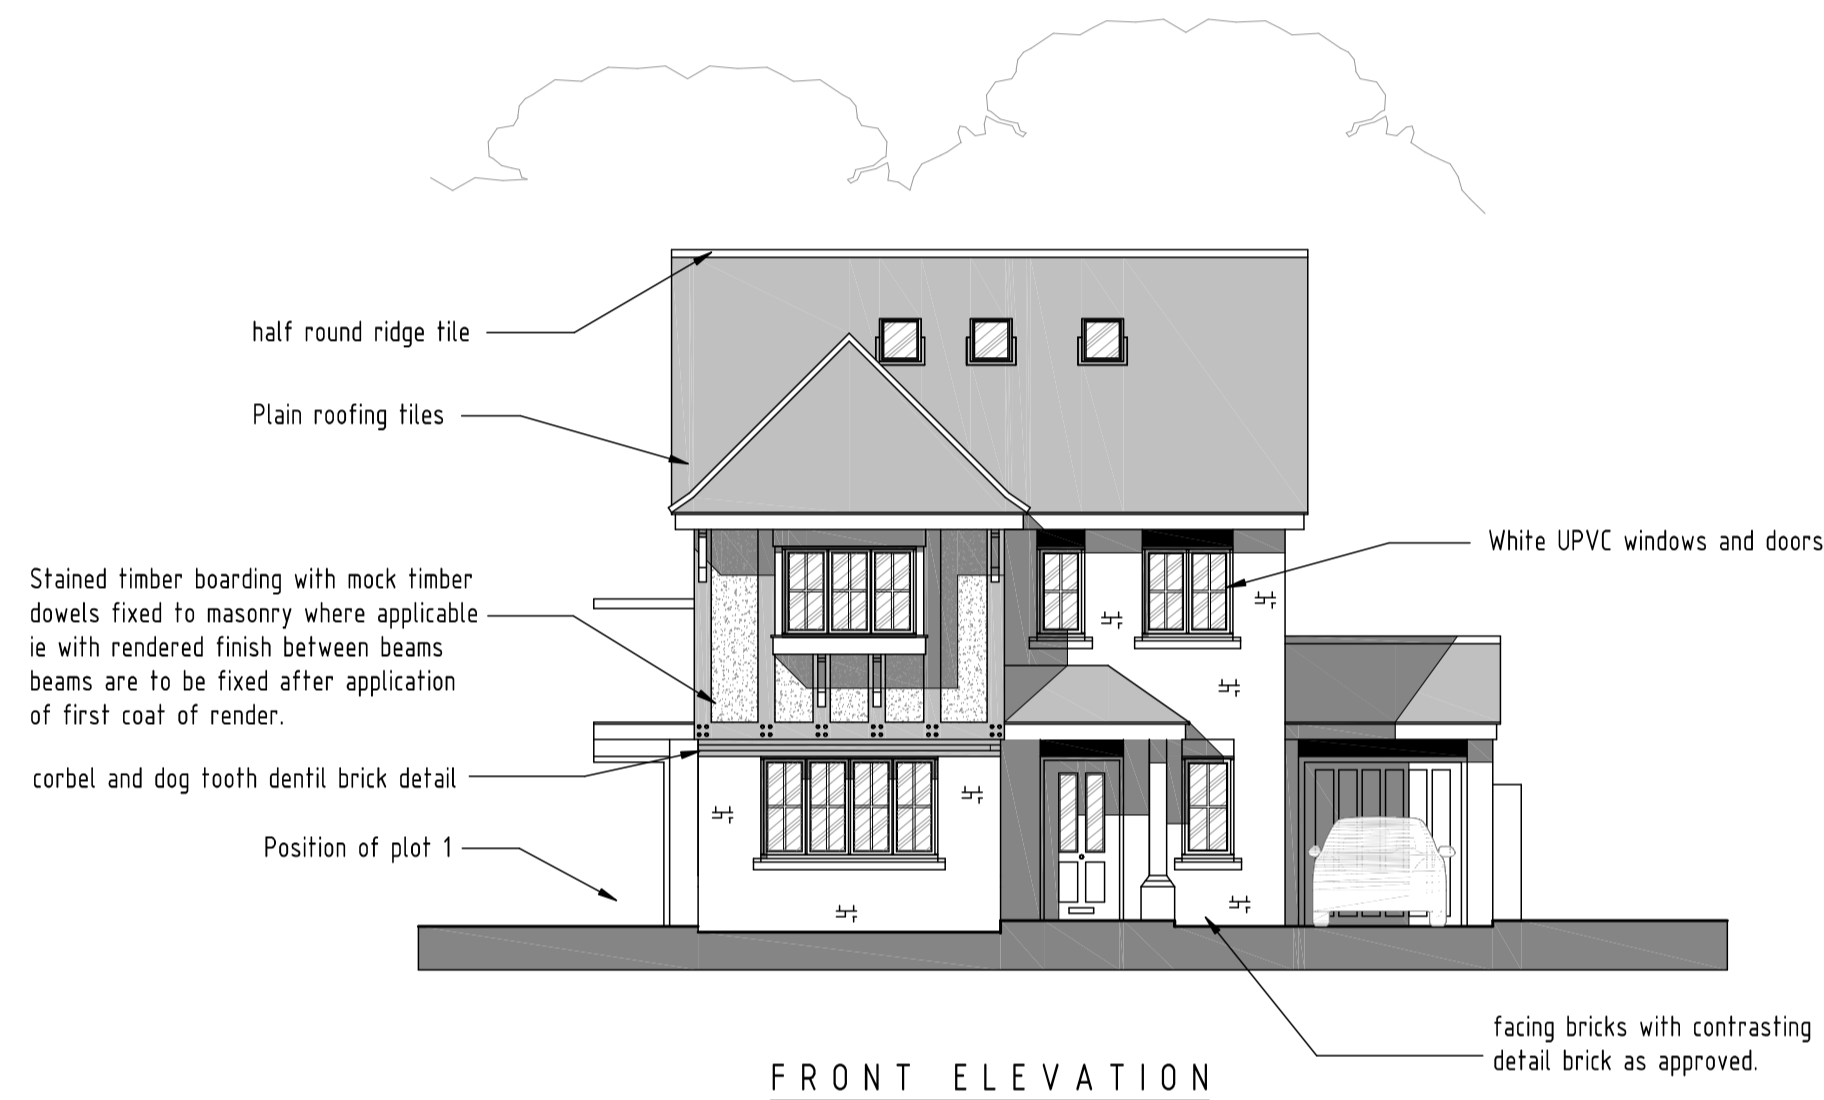 half round ridge tile
Plain roofing tiles
White UPVC windows and doors
Stained timber boarding with mock timber
dowels fixed to masonry where applicable
ie with rendered finish between beams
beams are to be fixed after application
of first coat of render.
corbel and dog tooth dentil brick detail
Position of plot 1
facing bricks with contrasting
detail brick as approved.
FRONT ELEVATION